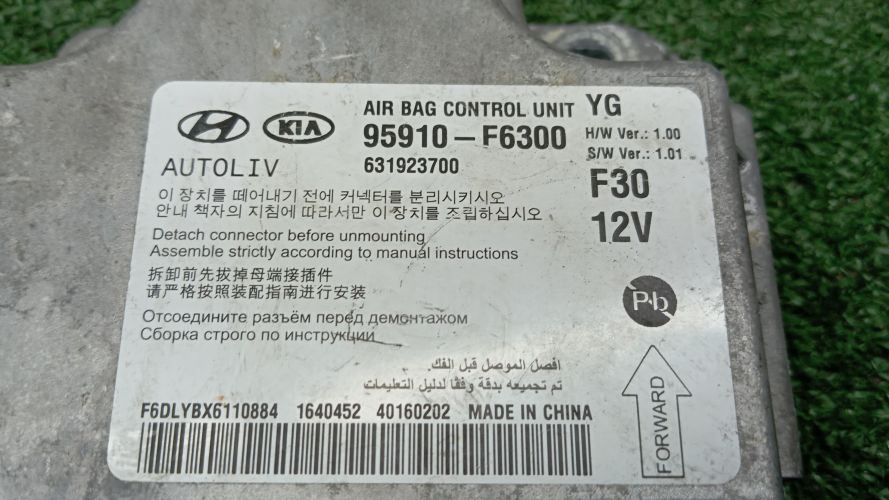 KIA
AIR BAG CONTROL UNIT YG
95910-F6300 H/W Ver.: 1.00
AUTOLIV 631923700 S/W Ver.: 1.01
이 장치를 떼어내기 전에 커넥터를 분리시키시오 F30
안내 책자의 지침에 따라서만 이 장치를 조립하십시오
12V
Detach connector before unmounting
Assemble strictly according to manual instructions
拆卸前先拔掉母端接插件
请严格按照装配指南进行安装
Pb
Отсоедините разъём перед демонтажом
Сборка строго по инструкции
افصل الموصل قبل الفك.
تم تجميعه بدقة وفقا لدليل التعليمات
F6DLYBX6110884 1640452 40160202 MADE IN CHINA
FORWARD